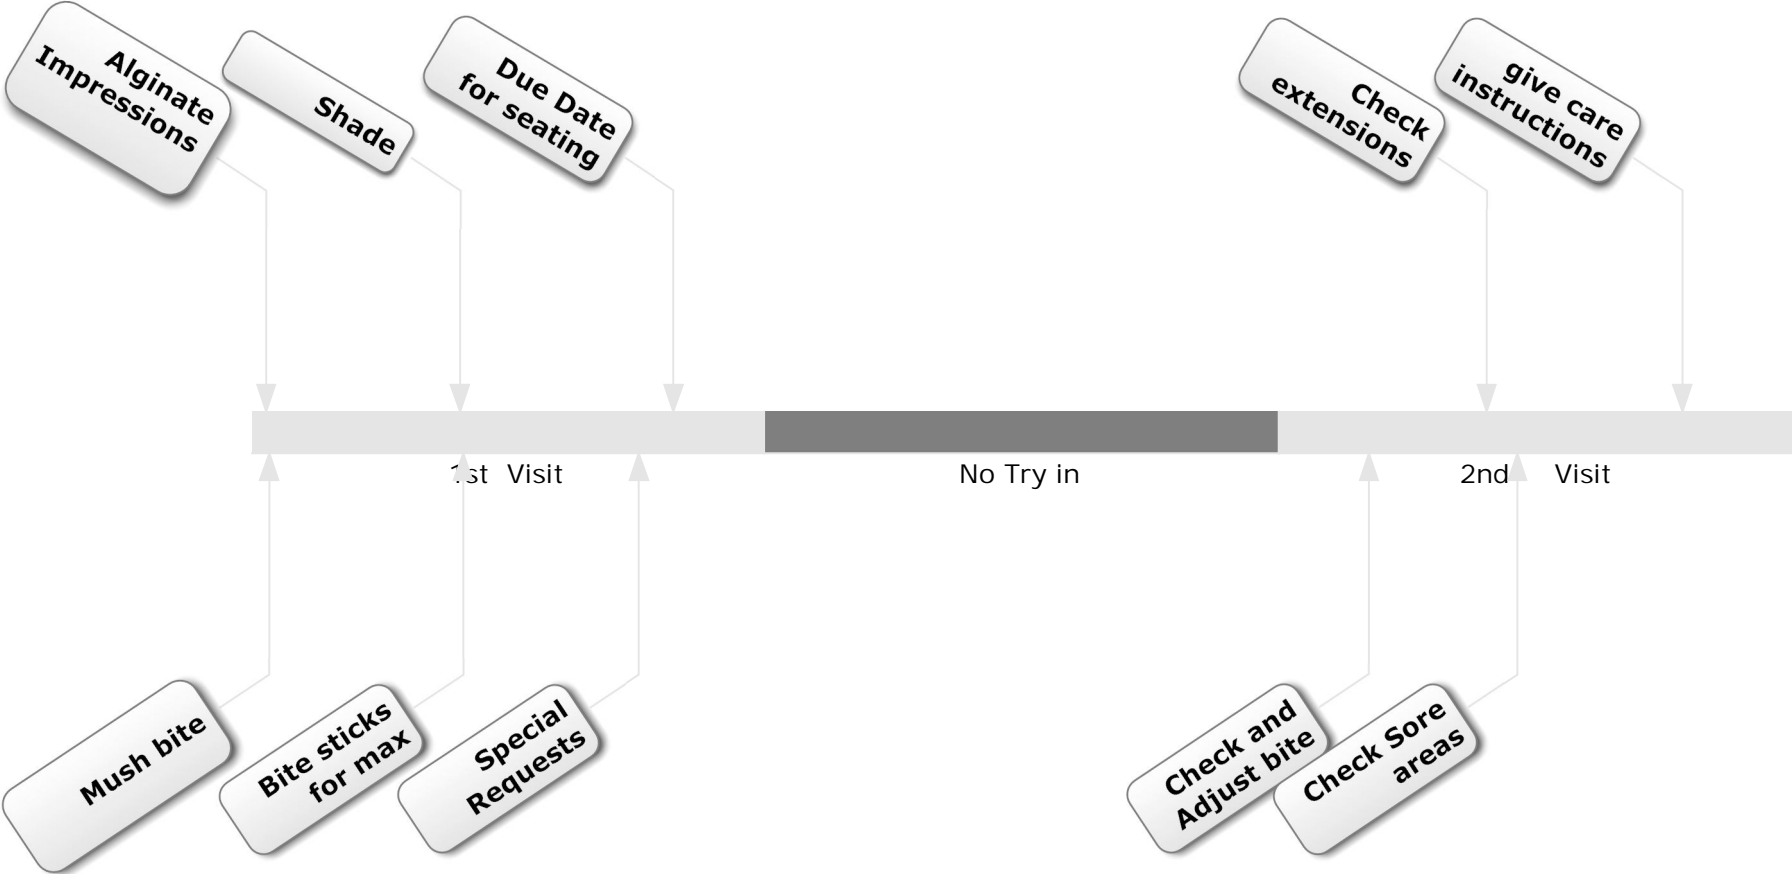 Alginate
Impressions
Shade
Due Date
for seating
Check
extensions
give care
instructions
1st Visit
No Try in
2nd Visit
Mush bite
Bite sticks
for max
Special
Requests
Check and
Adjust bite
Check Sore
areas